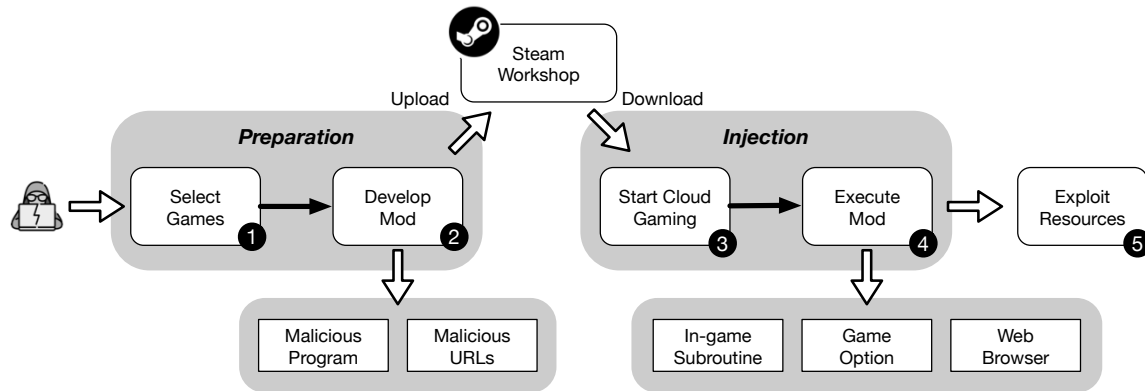 Steam
Workshop
Upload
Download
Preparation
Injection
Select
Games
1
Develop
Mod
2
Start Cloud
Gaming
3
Execute
Mod
4
Exploit
Resources
5
Malicious
Program
Malicious
URLs
In-game
Subroutine
Game
Option
Web
Browser